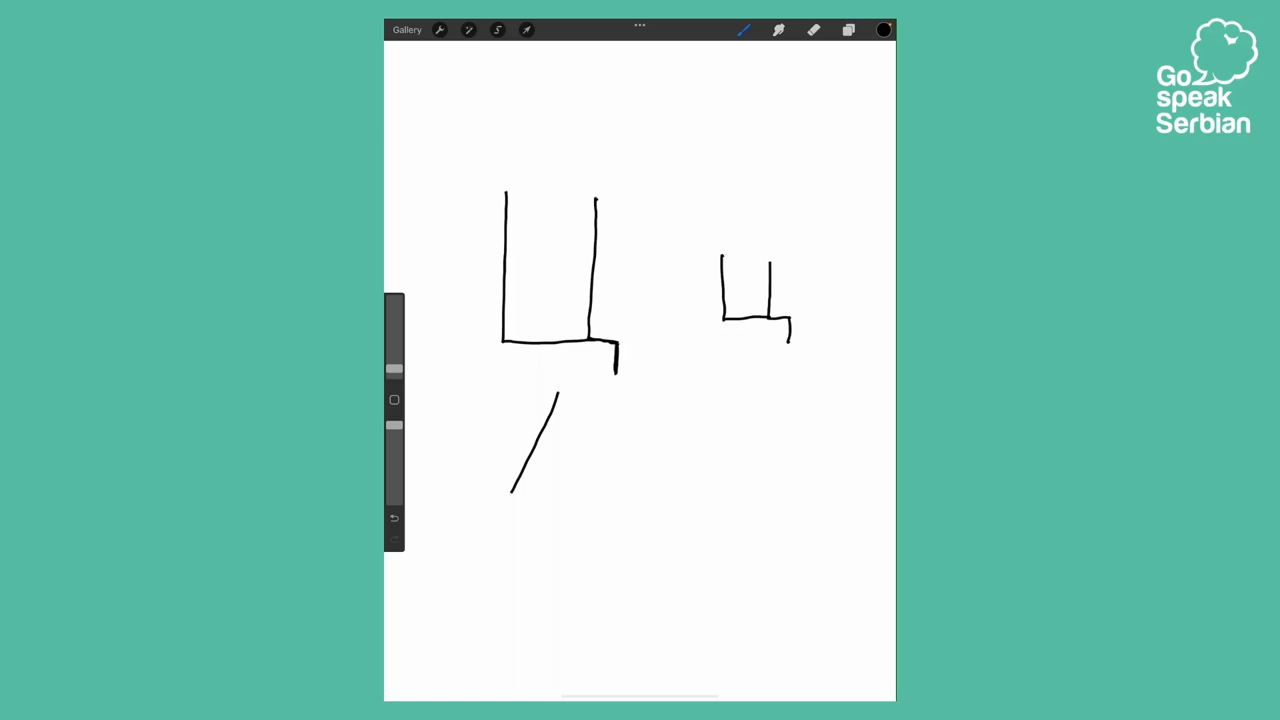 Gallery
Go
speak
Serbian
Ц ц